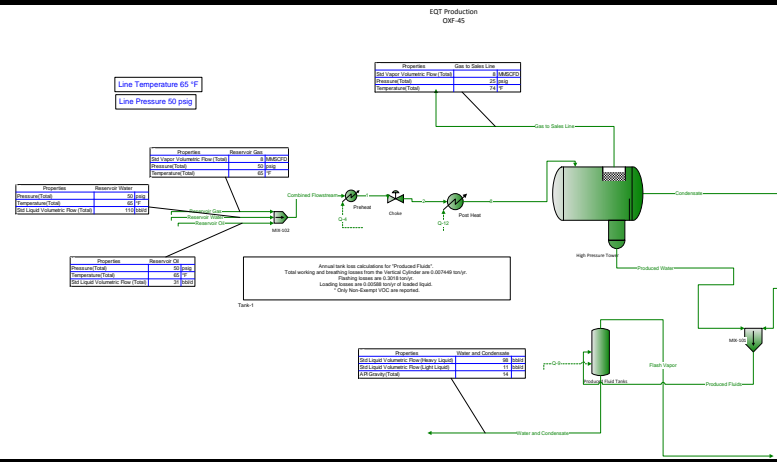 EQT Production
OXF-45
Properties Gas to Sales Line
Std Vapor Volumetric Flow (Total) 8 MMSCFD
Pressure(Total) 25 psig
Temperature(Total) 74 °F
Line Temperature 65 °F
Line Pressure 50 psig
Gas to Sales Line
Properties Reservoir Gas
Std Vapor Volumetric Flow (Total) 8 MMSCFD
Pressure(Total) 50 psig
Temperature(Total) 65 °F
Properties Reservoir Water
Pressure(Total) 50 psig
Temperature(Total) 65 °F
Std Liquid Volumetric Flow (Total) 110 bbl/d
Reservoir Gas
Reservoir Water
Reservoir Oil
MIX-102
Combined Flowstream
Preheat
Q-4
1
Choke
2
Post Heat
Q-12
Condensate
High Pressure Tower
Properties Reservoir Oil
Pressure(Total) 50 psig
Temperature(Total) 65 °F
Std Liquid Volumetric Flow (Total) 31 bbl/d
Annual tank loss calculations for "Produced Fluids".
Total working and breathing losses from the Vertical Cylinder are 0.007449 ton/yr.
Flashing losses are 0.3018 ton/yr.
Loading losses are 0.00588 ton/yr of loaded liquid.
* Only Non-Exempt VOC are reported.
Tank-1
Produced Water
MIX-100
Properties Water and Condensate
Std Liquid Volumetric Flow (Heavy Liquid) 98 bbl/d
Std Liquid Volumetric Flow (Light Liquid) 11 bbl/d
API Gravity(Total) 14
Flash Vapor
Produced Fluid Tanks
Produced Fluids
Water and Condensate